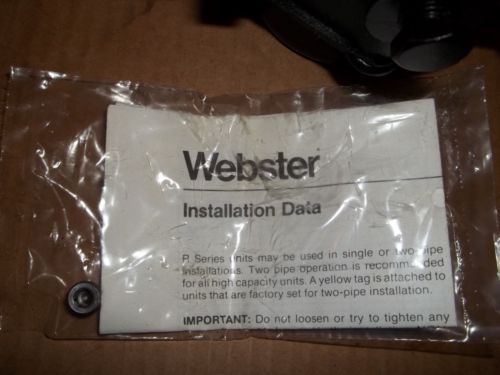 Webster
Installation Data
R Series units may be used in single or two-pipe
installations. Two pipe operation is recommended
for all high capacity units. A yellow tag is attached to
units that are factory set for two-pipe installation.
IMPORTANT: Do not loosen or try to tighten any